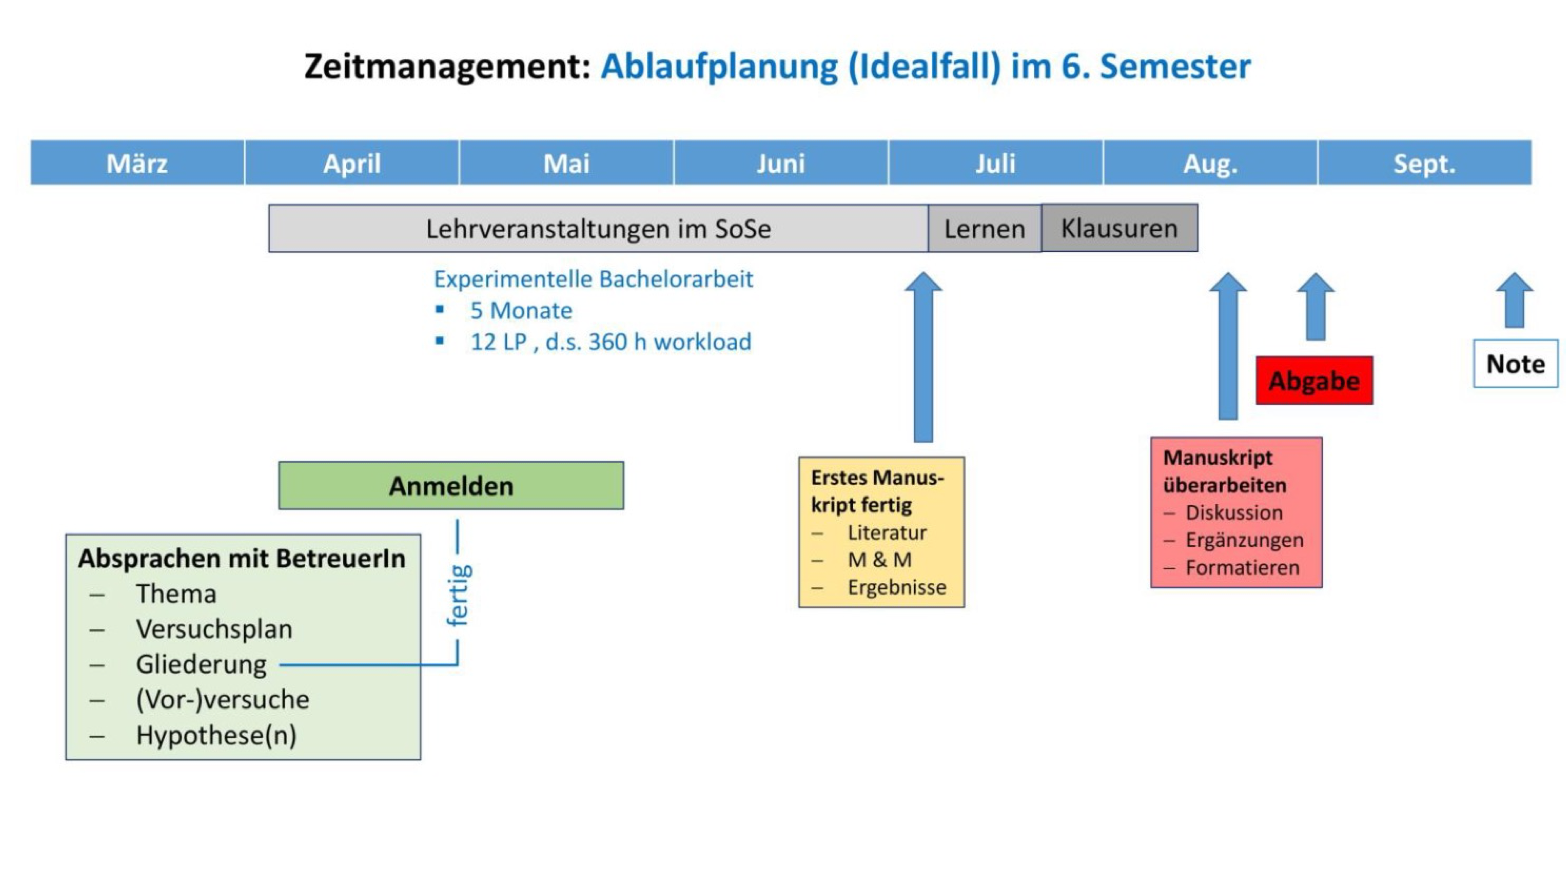 Zeitmanagement: Ablaufplanung (Idealfall) im 6. Semester
März April Mai Juni Juli Aug. Sept.
Lehrveranstaltungen im SoSe Lernen Klausuren
Experimentelle Bachelorarbeit
▪ 5 Monate
▪ 12 LP , d.s. 360 h workload
Abgabe
Note
Anmelden
fertig
Absprachen mit BetreuerIn
– Thema
– Versuchsplan
– Gliederung
– (Vor-)versuche
– Hypothese(n)
Erstes Manus-
kript fertig
– Literatur
– M & M
– Ergebnisse
Manuskript
überarbeiten
– Diskussion
– Ergänzungen
– Formatieren